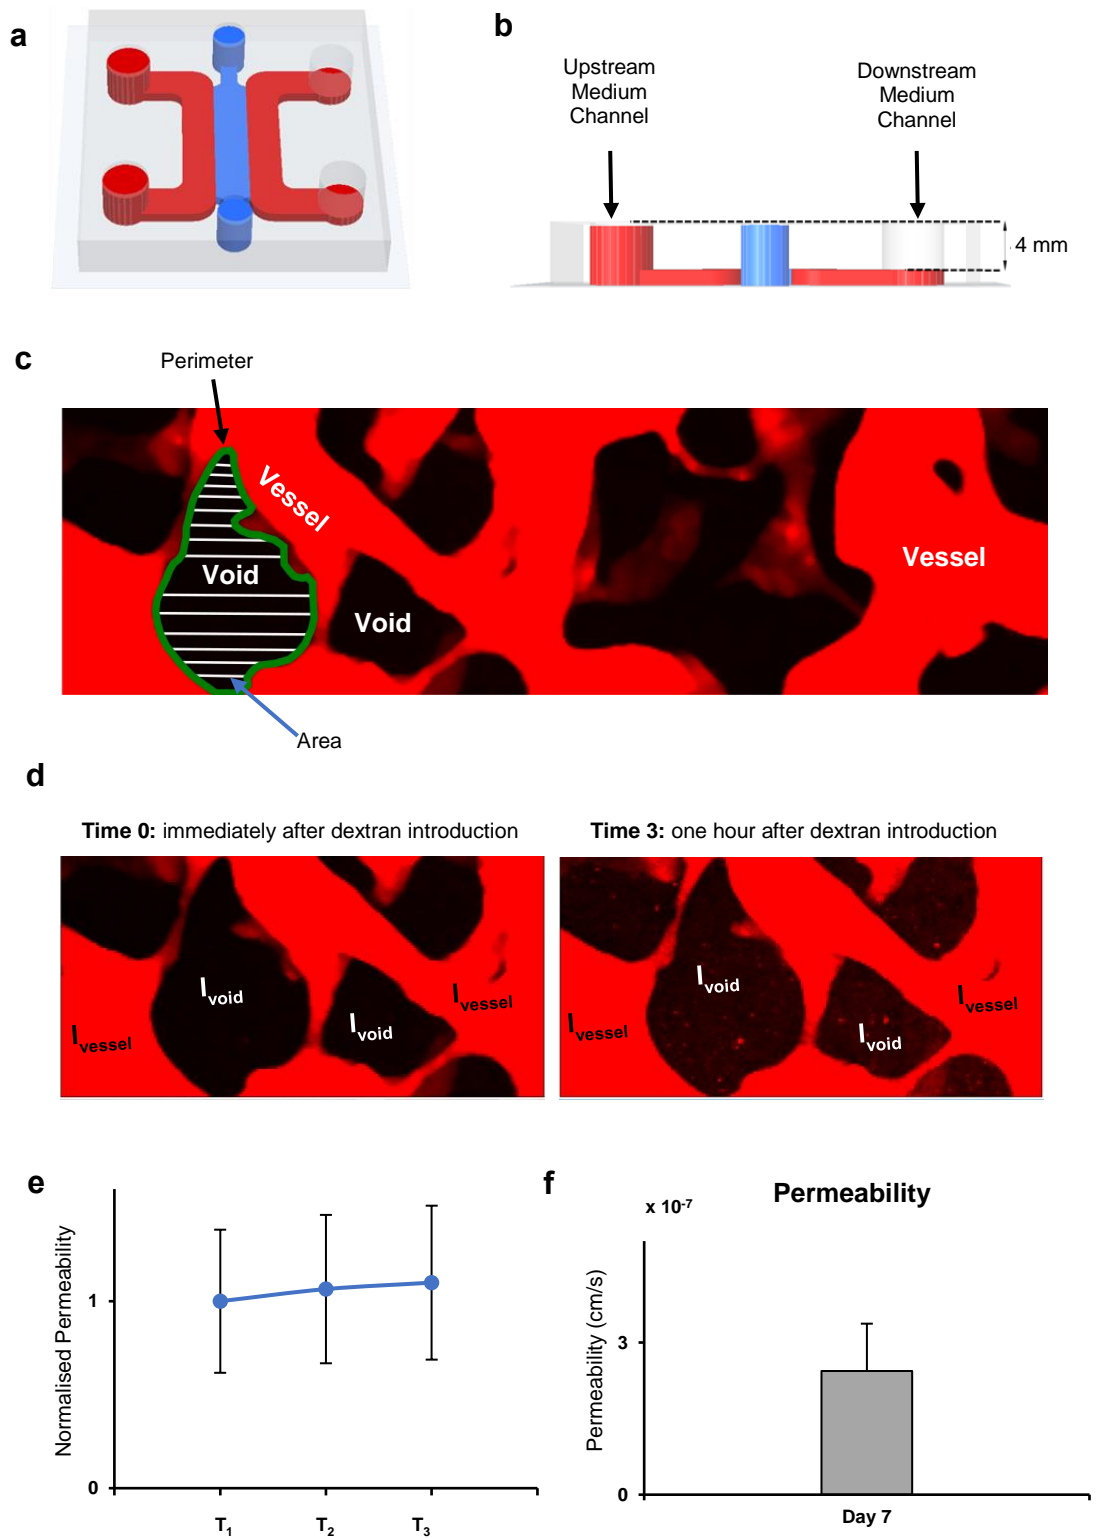 a
b
Upstream
Medium
Channel
Downstream
Medium
Channel
4 mm
c
Perimeter
Vessel
Void
Void
Vessel
Area
d
Time 0: immediately after dextran introduction
Time 3: one hour after dextran introduction
Ivoid
Ivoid
Ivessel
Ivessel
Ivoid
Ivoid
Ivessel
Ivessel
e
Normalised Permeability
1
0
T1
T2
T3
f
Permeability
x 10-7
Permeability (cm/s)
3
0
Day 7